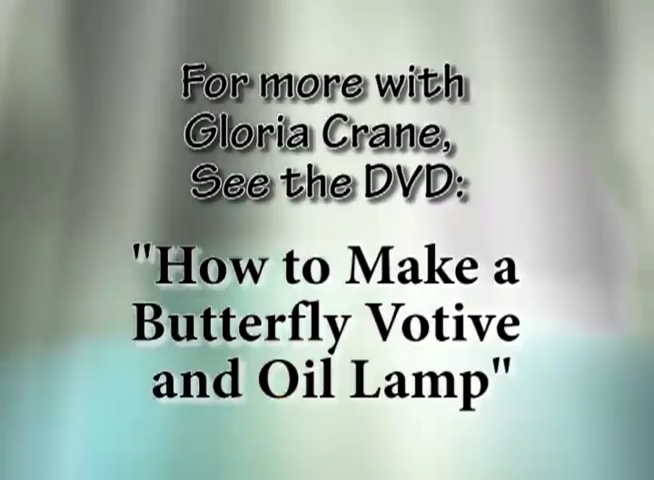 For more with
Gloria Crane,
See the DVD:
"How to Make a
Butterfly Votive
and Oil Lamp"